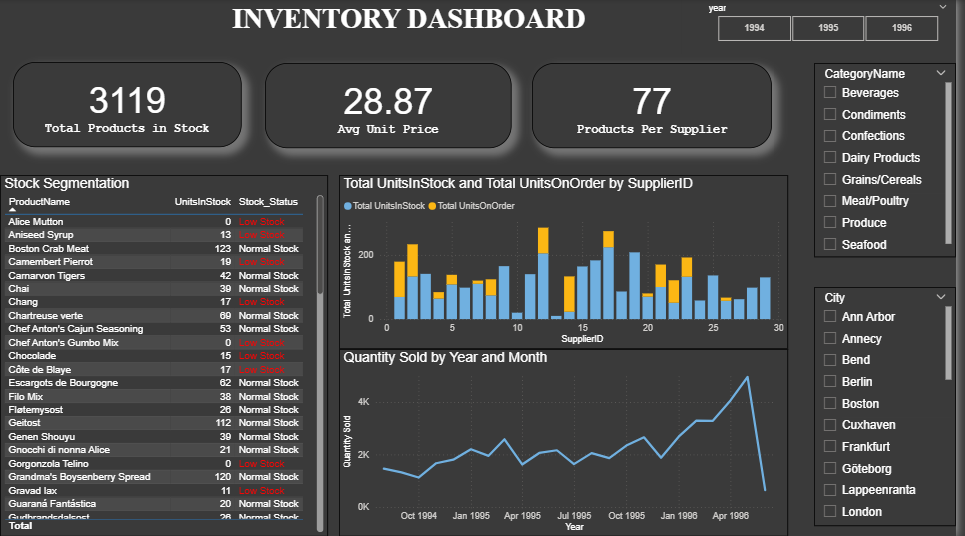 INVENTORY DASHBOARD
year
1994 1995 1996
3119
Total Products in Stock
28.87
Avg Unit Price
77
Products Per Supplier
CategoryName
Beverages
Condiments
Confections
Dairy Products
Grains/Cereals
Meat/Poultry
Produce
Seafood
Stock Segmentation
ProductName UnitsInStock Stock_Status
Alice Mutton 0 Low Stock
Aniseed Syrup 13 Low Stock
Boston Crab Meat 123 Normal Stock
Camembert Pierrot 19 Low Stock
Carnarvon Tigers 42 Normal Stock
Chai 39 Normal Stock
Chang 17 Low Stock
Chartreuse verte 69 Normal Stock
Chef Anton's Cajun Seasoning 53 Normal Stock
Chef Anton's Gumbo Mix 0 Low Stock
Chocolade 15 Low Stock
Côte de Blaye 17 Low Stock
Escargots de Bourgogne 62 Normal Stock
Filo Mix 38 Normal Stock
Fløtemysost 26 Normal Stock
Geitost 112 Normal Stock
Genen Shouyu 39 Normal Stock
Gnocchi di nonna Alice 21 Normal Stock
Gorgonzola Telino 0 Low Stock
Grandma's Boysenberry Spread 120 Normal Stock
Gravad lax 11 Low Stock
Guaraná Fantástica 20 Normal Stock
Gudbrandsdalsost 26 Normal Stock
Total
Total UnitsInStock and Total UnitsOnOrder by SupplierID
Total UnitsInStock Total UnitsOnOrder
Total UnitsInStock an...
200
0
0 5 10 15 20 25 30
SupplierID
Quantity Sold by Year and Month
Quantity Sold
4K
2K
0K
Oct 1994 Jan 1995 Apr 1995 Jul 1995 Oct 1995 Jan 1996 Apr 1996
Year
City
Ann Arbor
Annecy
Bend
Berlin
Boston
Cuxhaven
Frankfurt
Göteborg
Lappeenranta
London